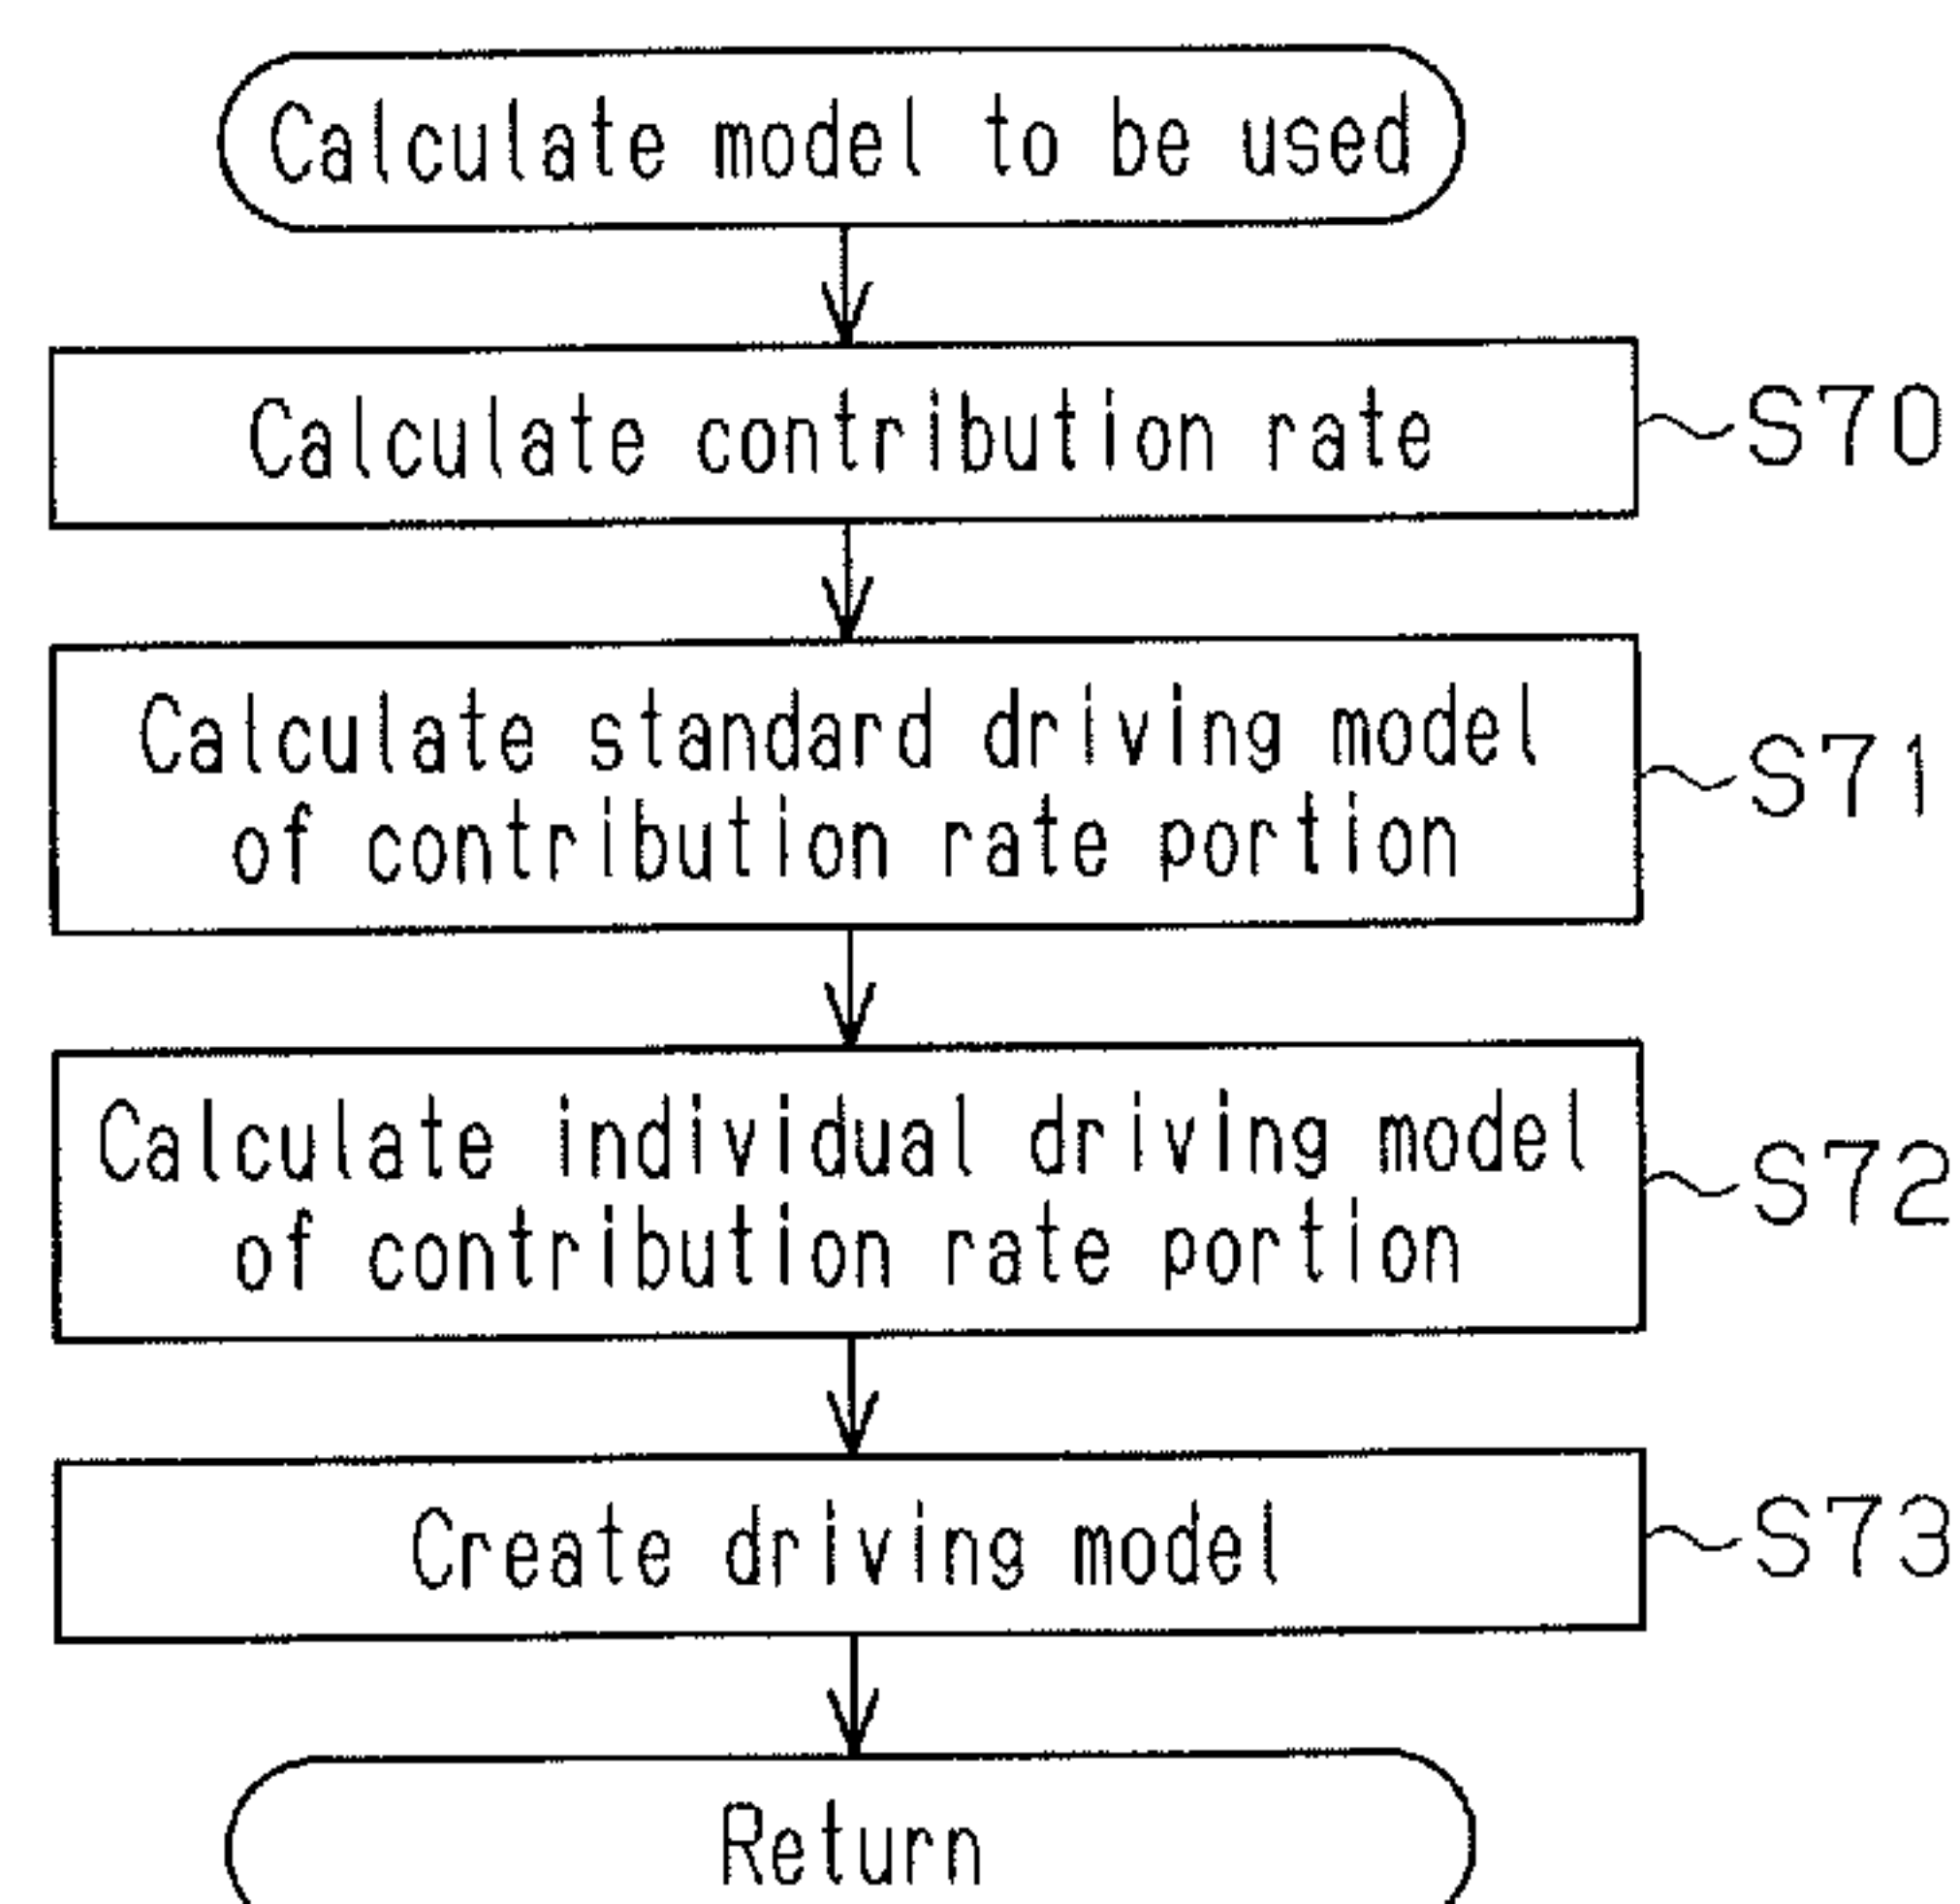 Calculate model to be used
Calculate contribution rate
S70
Calculate standard driving model
of contribution rate portion
S71
Calculate individual driving model
of contribution rate portion
S72
Create driving model
S73
Return